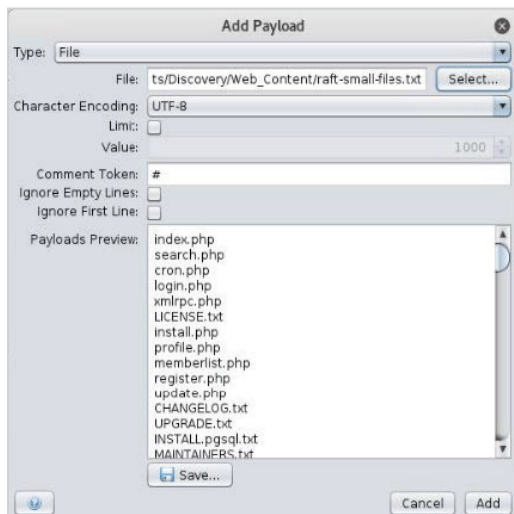 Add Payload
Type: File
File: ts/Discovery/Web_Content/raft-small-files.txt Select...
Character Encoding: UTF-8
Limit:
Value: 1000
Comment Token: #
Ignore Empty Lines:
Ignore First Line:
Payloads Preview: index.php
search.php
cron.php
login.php
xmlrpc.php
LICENSE.txt
install.php
profile.php
memberlist.php
register.php
update.php
CHANGELOG.txt
UPGRADE.txt
INSTALL.pgsql.txt
MAINTAINERS.txt
Save...
Cancel Add